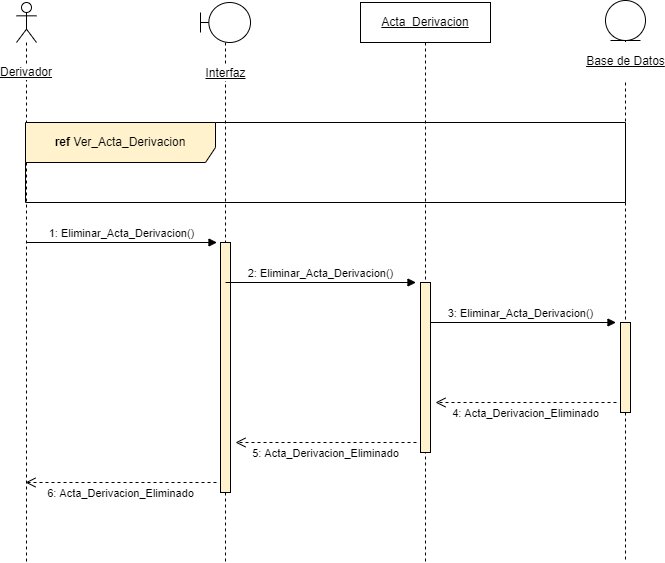 Derivador
Interfaz
Acta_Derivacion
Base de Datos
ref Ver_Acta_Derivacion
1: Eliminar_Acta_Derivacion()
2: Eliminar_Acta_Derivacion()
3: Eliminar_Acta_Derivacion()
4: Acta_Derivacion_Eliminado
5: Acta_Derivacion_Eliminado
6: Acta_Derivacion_Eliminado